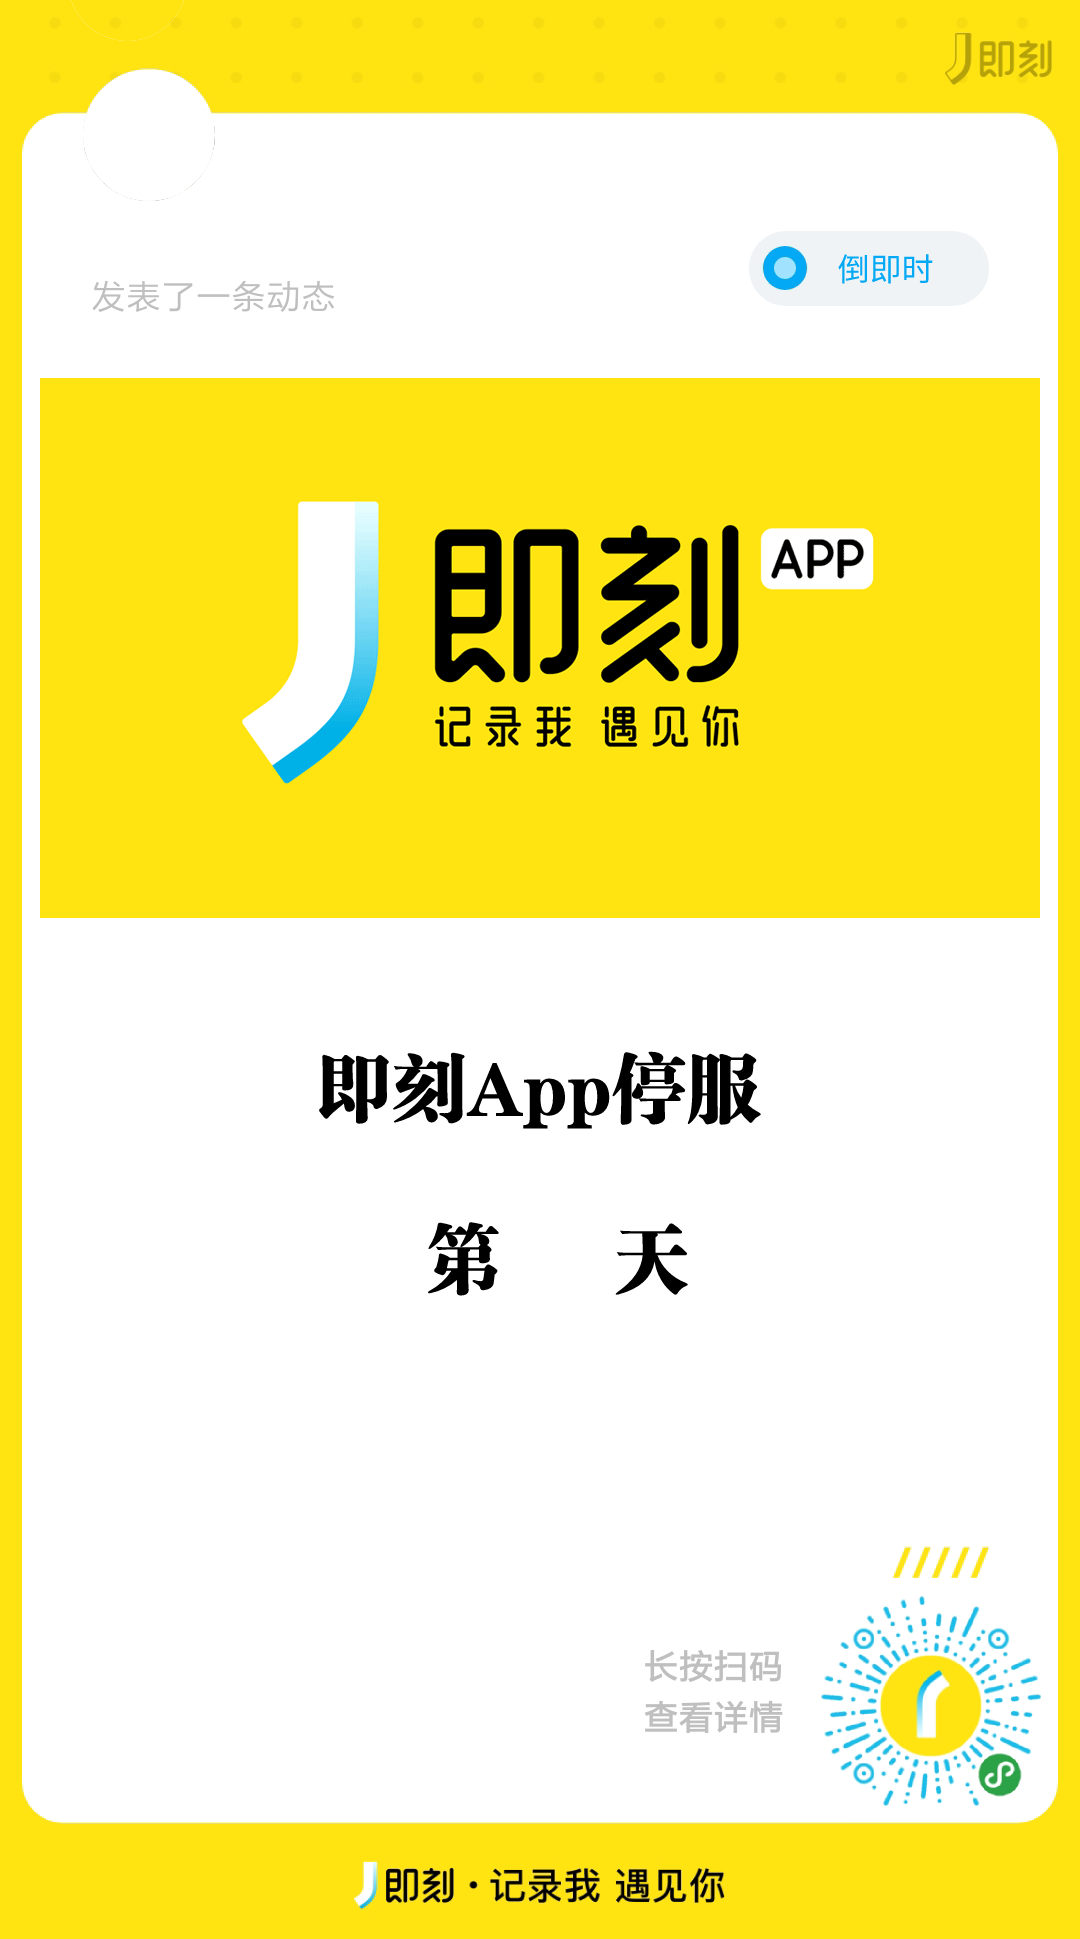 即刻
倒即时
发表了一条动态
即刻 APP
记录我 遇见你
即刻App停服
第 天
长按扫码
查看详情
即刻·记录我 遇见你